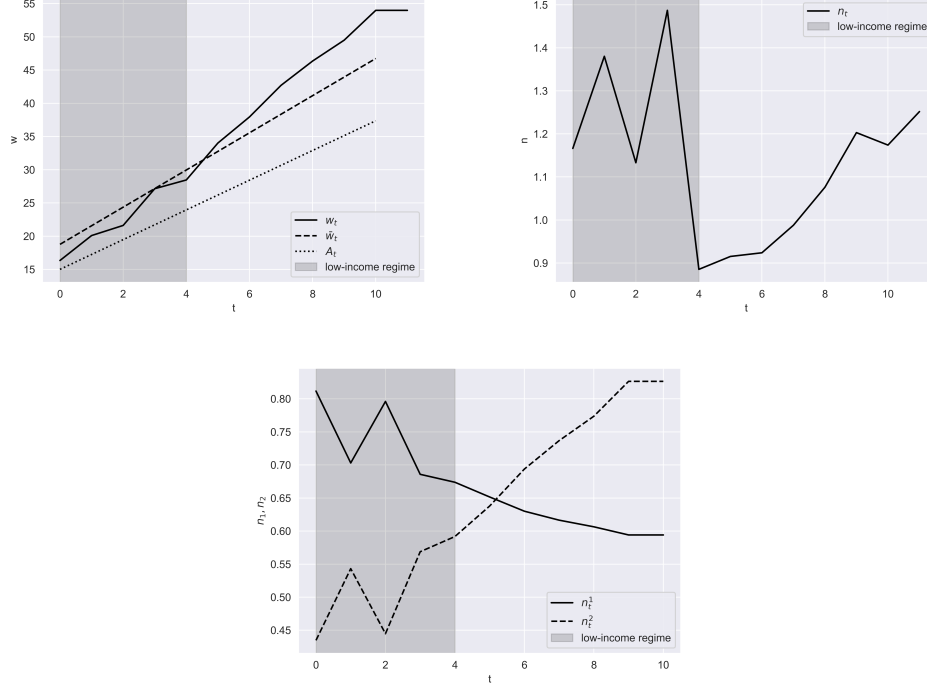 55
50
45
40
35
30
25
20
15
w
0 2 4 6 8 10
t
w_t
w̄_t
A_t
low-income regime
1.5
1.4
1.3
1.2
1.1
1.0
0.9
n
0 2 4 6 8 10
t
n_t
low-income regime
0.80
0.75
0.70
0.65
0.60
0.55
0.50
0.45
n_1, n_2
0 2 4 6 8 10
t
n_t^1
n_t^2
low-income regime